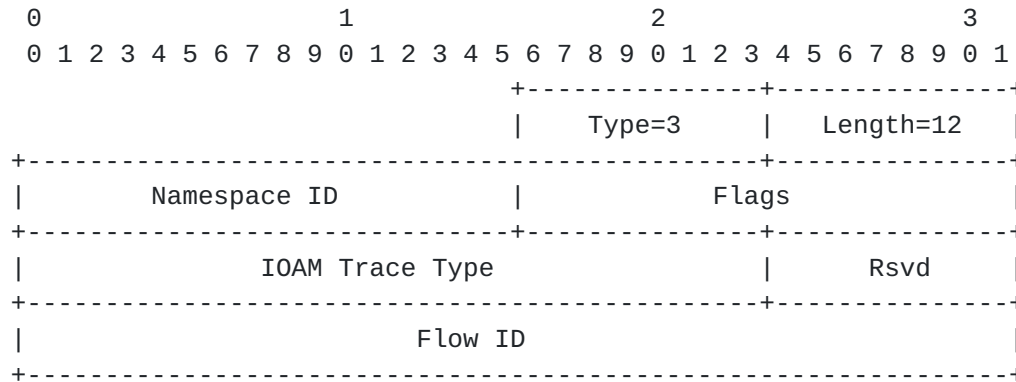 0                   1                   2                   3
 0 1 2 3 4 5 6 7 8 9 0 1 2 3 4 5 6 7 8 9 0 1 2 3 4 5 6 7 8 9 0 1
                                +---------------+---------------+
                                |    Type=3     |   Length=12   |
+-----------------------------------------------+---------------+
|        Namespace ID           |            Flags              |
+-------------------------------+---------------+---------------+
|               IOAM Trace Type                 |      Rsvd     |
+-----------------------------------------------+---------------+
|                         Flow ID                               |
+---------------------------------------------------------------+